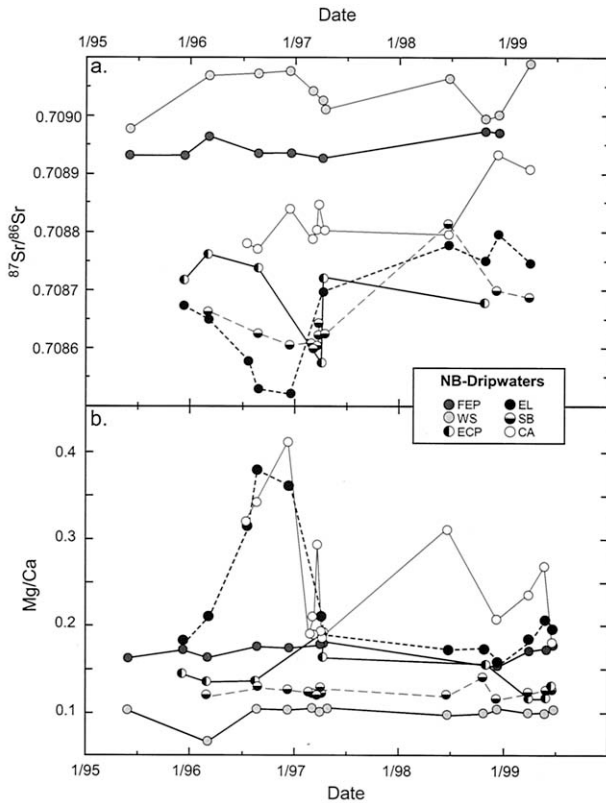 Date
1/95 1/96 1/97 1/98 1/99
a.
0.7090
0.7089
0.7088
0.7087
0.7086
87Sr/86Sr
NB-Dripwaters
FEP EL
WS SB
ECP CA
b.
0.4
0.3
0.2
0.1
Mg/Ca
1/95 1/96 1/97 1/98 1/99
Date